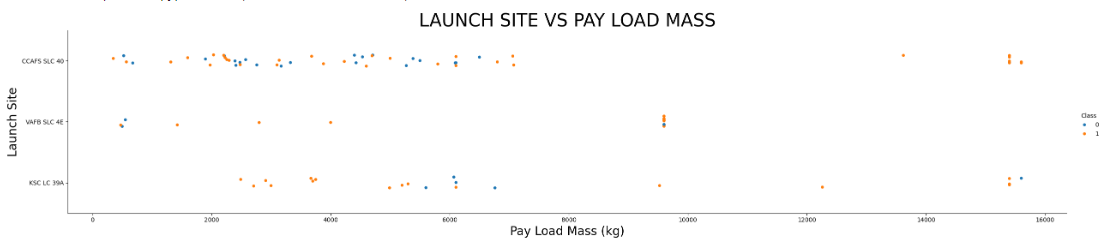 LAUNCH SITE VS PAY LOAD MASS
CCAFS SLC 40
VAFB SLC 4E
KSC LC 39A
Launch Site
0 2000 4000 6000 8000 10000 12000 14000 16000
Pay Load Mass (kg)
Class
0
1